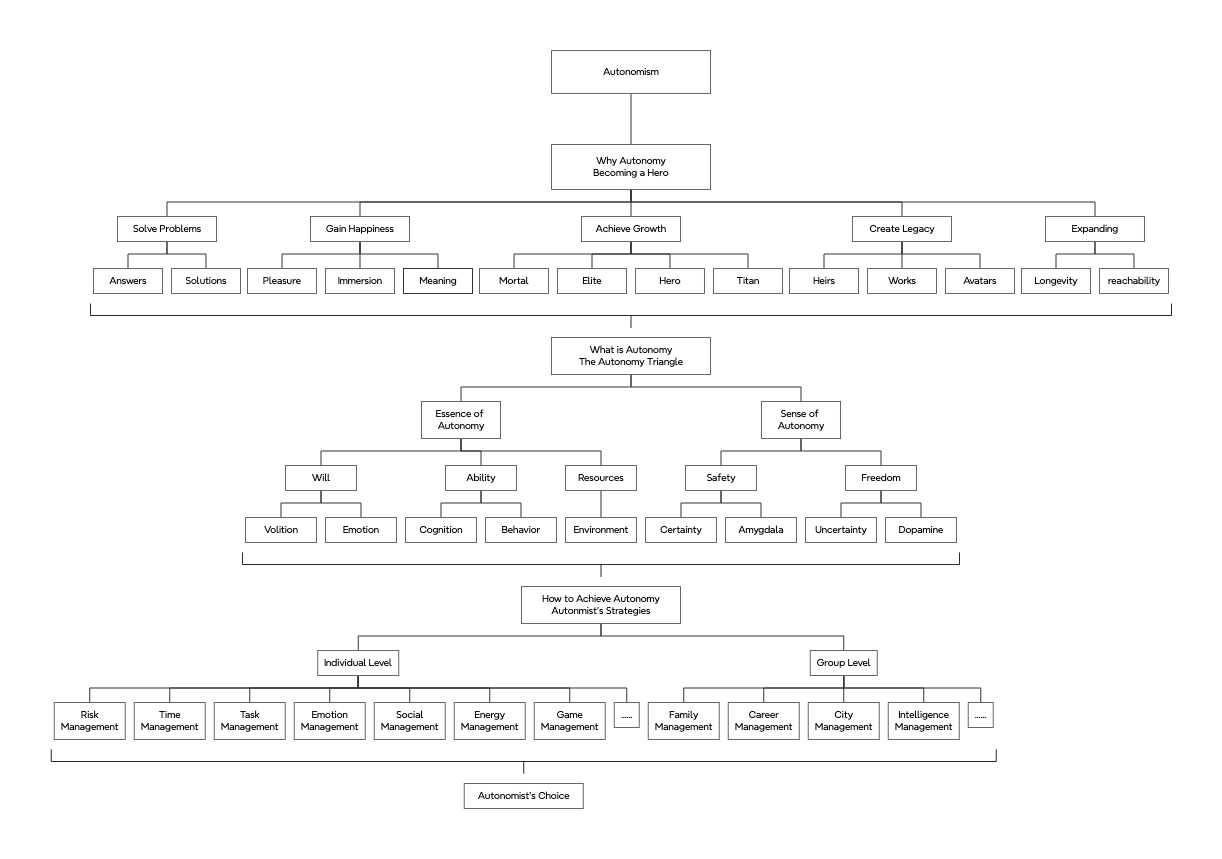 Autonomism
Why Autonomy
Becoming a Hero
Solve Problems
Gain Happiness
Achieve Growth
Create Legacy
Expanding
Answers
Solutions
Pleasure
Immersion
Meaning
Mortal
Elite
Hero
Titan
Heirs
Works
Avatars
Longevity
reachability
What is Autonomy
The Autonomy Triangle
Essence of
Autonomy
Sense of
Autonomy
Will
Ability
Resources
Safety
Freedom
Volition
Emotion
Cognition
Behavior
Environment
Certainty
Amygdala
Uncertainty
Dopamine
How to Achieve Autonomy
Autonmist's Strategies
Individual Level
Group Level
Risk
Management
Time
Management
Task
Management
Emotion
Management
Social
Management
Energy
Management
Game
Management
......
Family
Management
Career
Management
City
Management
Intelligence
Management
......
Autonomist's Choice